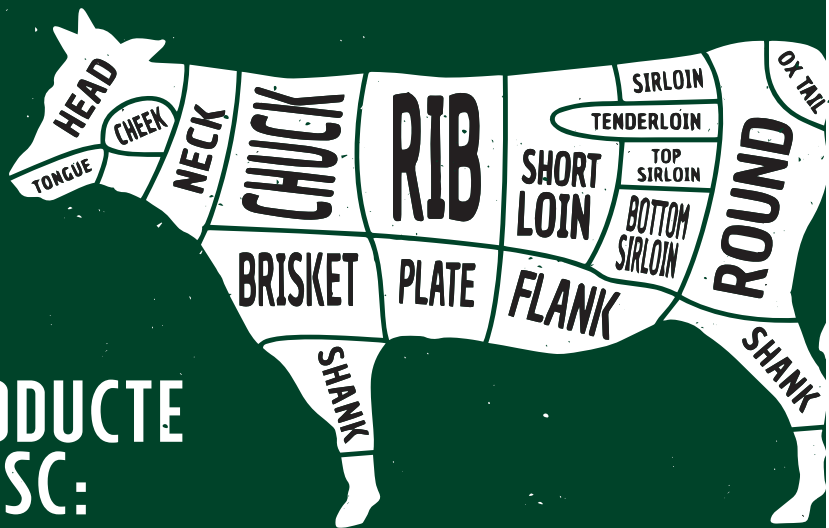 HEAD
CHEEK
TONGUE
NECK
CHUCK
RIB
SHORT
LOIN
SIRLOIN
TENDERLOIN
TOP
SIRLOIN
BOTTOM
SIRLOIN
ROUND
OX TAIL
BRISKET
PLATE
FLANK
SHANK
SHANK
ODUCTE
SC: